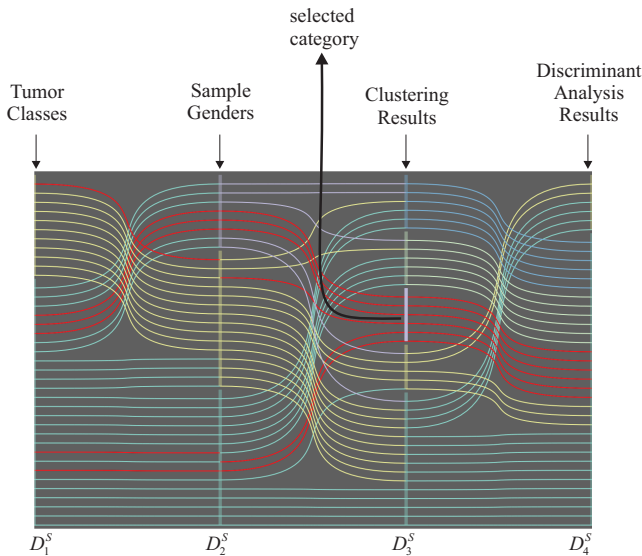 selected
category
Tumor
Classes
Sample
Genders
Clustering
Results
Discriminant
Analysis
Results
D₁ˢ
D₂ˢ
D₃ˢ
D₄ˢ